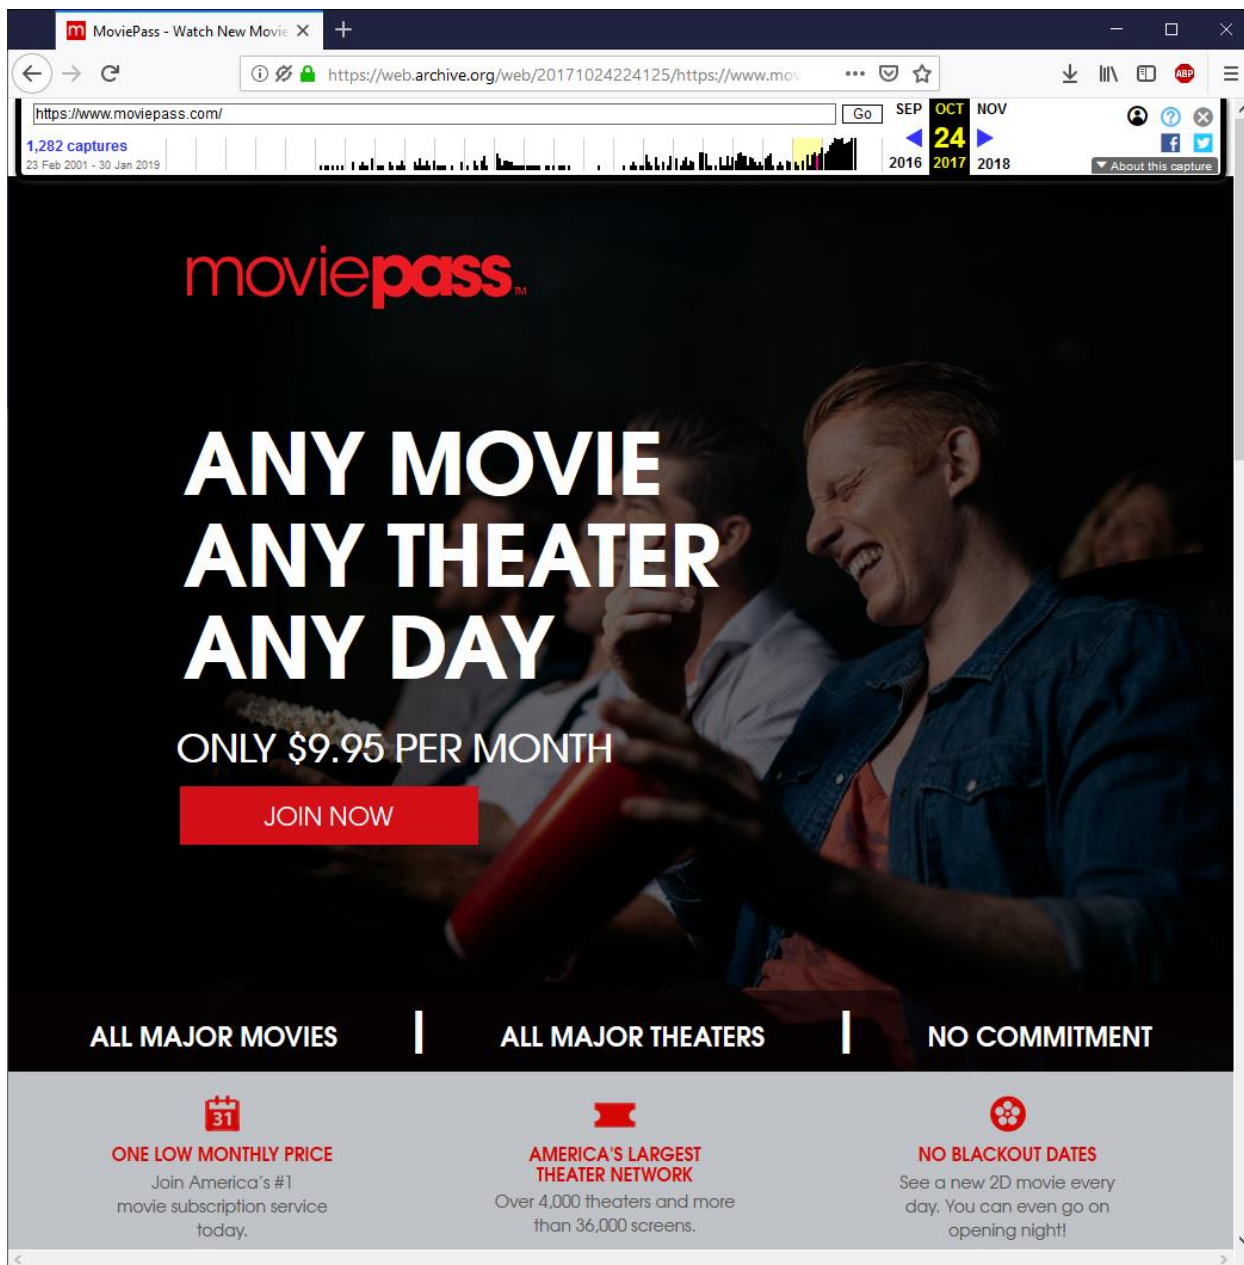 MoviePass - Watch New Movie
https://web.archive.org/web/20171024224125/https://www.mov
ABP
https://www.moviepass.com/
Go
SEP OCT NOV
1,282 captures
24
23 Feb 2001 - 30 Jan 2019
2016 2017 2018
About this capture
moviepass™
ANY MOVIE
ANY THEATER
ANY DAY
ONLY $9.95 PER MONTH
JOIN NOW
ALL MAJOR MOVIES | ALL MAJOR THEATERS | NO COMMITMENT
31
ONE LOW MONTHLY PRICE
Join America's #1
movie subscription service
today.
AMERICA'S LARGEST
THEATER NETWORK
Over 4,000 theaters and more
than 36,000 screens.
NO BLACKOUT DATES
See a new 2D movie every
day. You can even go on
opening night!